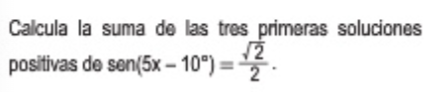 Calcula la suma de las tres primeras soluciones
positivas de sen(5x – 10°) = √2/2 .